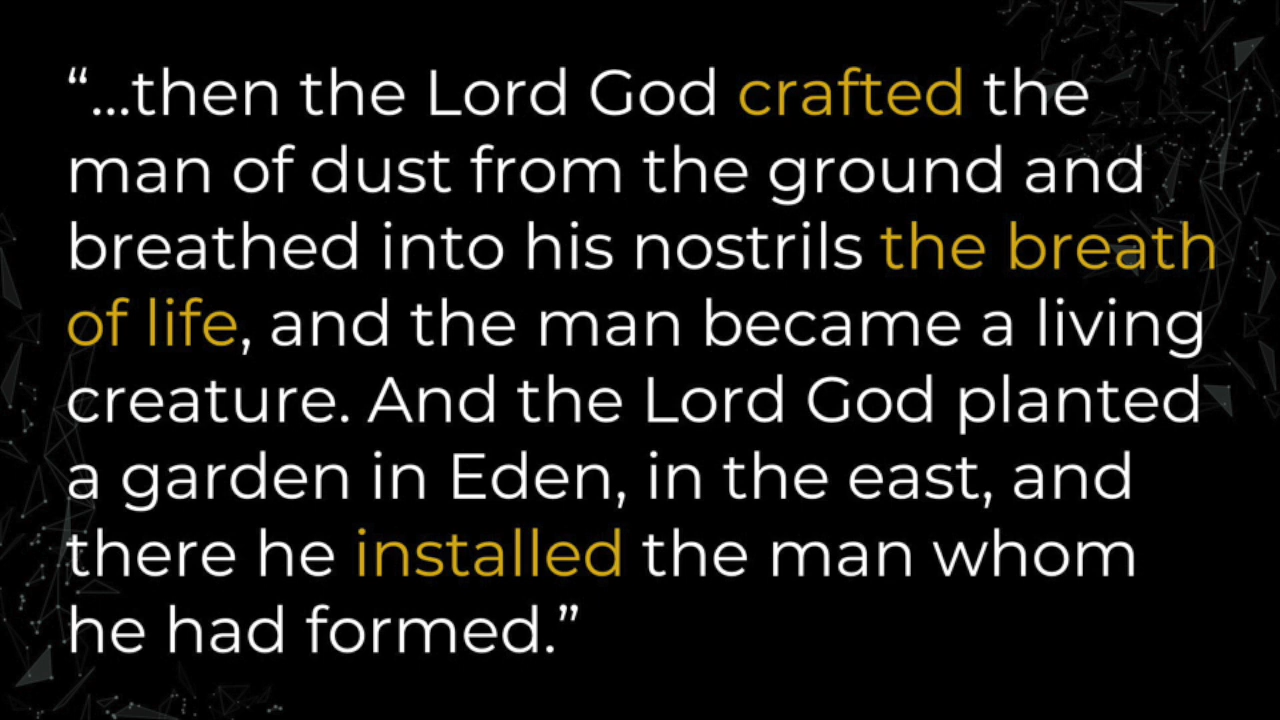 “...then the Lord God crafted the
man of dust from the ground and
breathed into his nostrils the breath
of life, and the man became a living
creature. And the Lord God planted
a garden in Eden, in the east, and
there he installed the man whom
he had formed.”